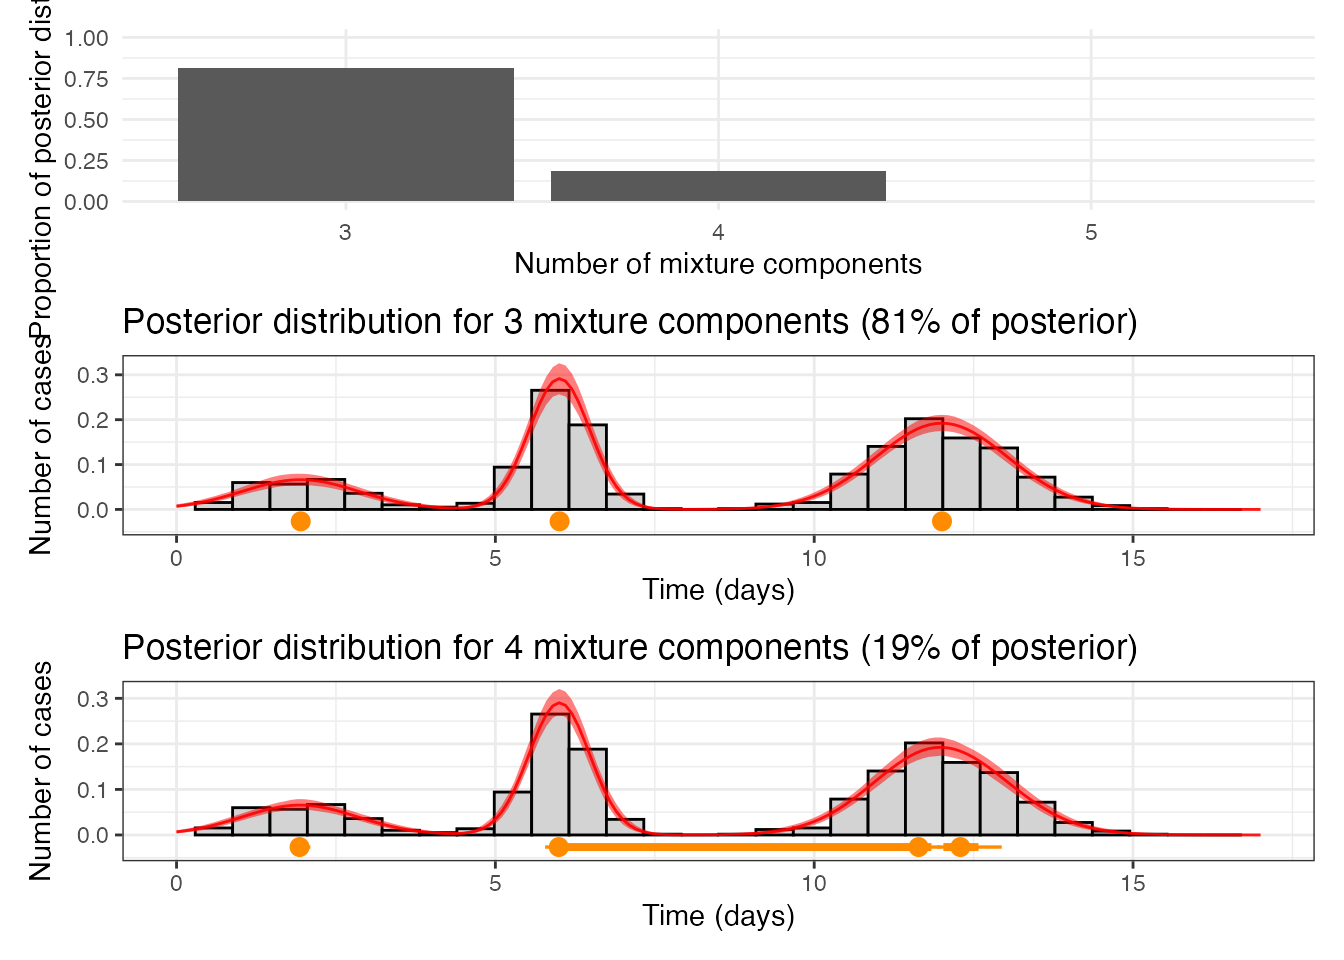 Proportion of posterior dist
1.00
0.75
0.50
0.25
0.00
3 4 5
Number of mixture components
Posterior distribution for 3 mixture components (81% of posterior)
Number of cases
0.3
0.2
0.1
0.0
0 5 10 15
Time (days)
Posterior distribution for 4 mixture components (19% of posterior)
Number of cases
0.3
0.2
0.1
0.0
0 5 10 15
Time (days)